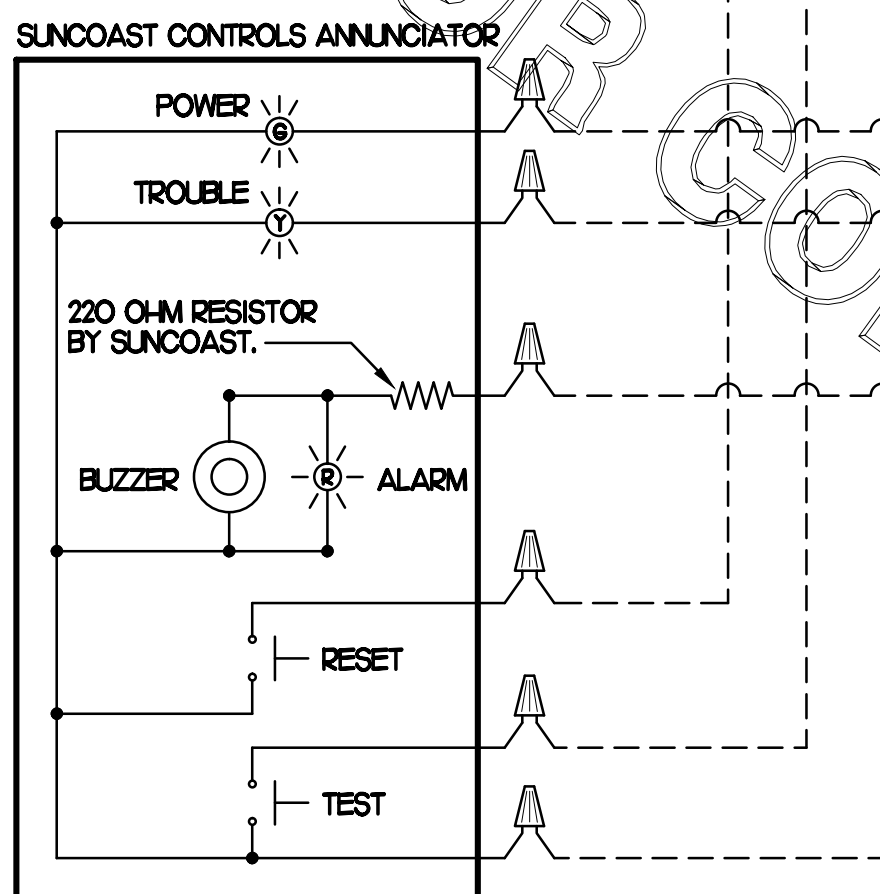 SUNCOAST CONTROLS ANNUNCIATOR
POWER
G
TROUBLE
Y
220 OHM RESISTOR
BY SUNCOAST.
BUZZER
R
ALARM
RESET
TEST